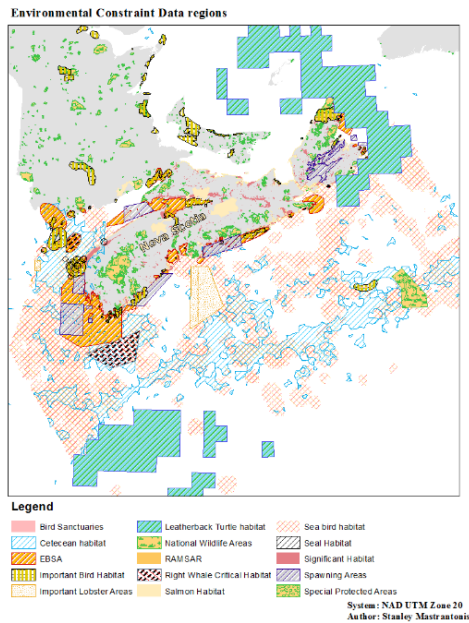 Environmental Constraint Data regions
Nova Scotia
Legend
Bird Sanctuaries
Leatherback Turtle habitat
Sea bird habitat
Cetecean habitat
National Wildlife Areas
Seal Habitat
EBSA
RAMSAR
Significant Habitat
Important Bird Habitat
Right Whale Critical Habitat
Spawning Areas
Important Lobster Areas
Salmon Habitat
Special Protected Areas
System: NAD UTM Zone 20
Author: Stanley Mastrantonis